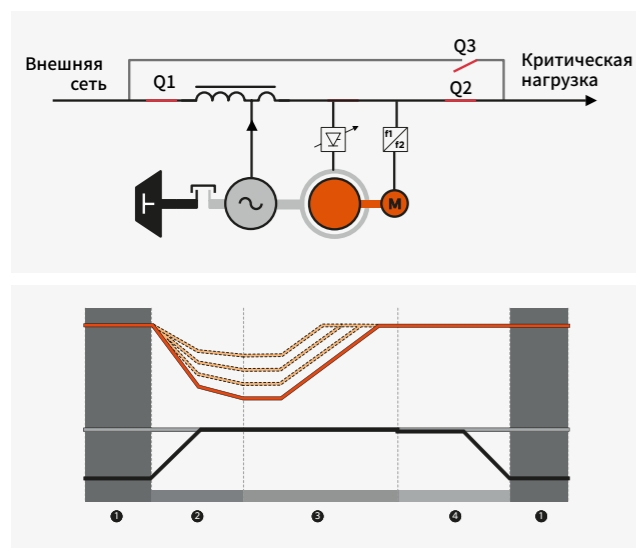 Внешняя
сеть
Q1
Q3
Q2
Критическая
нагрузка
f1
f2
M
1
2
3
4
1